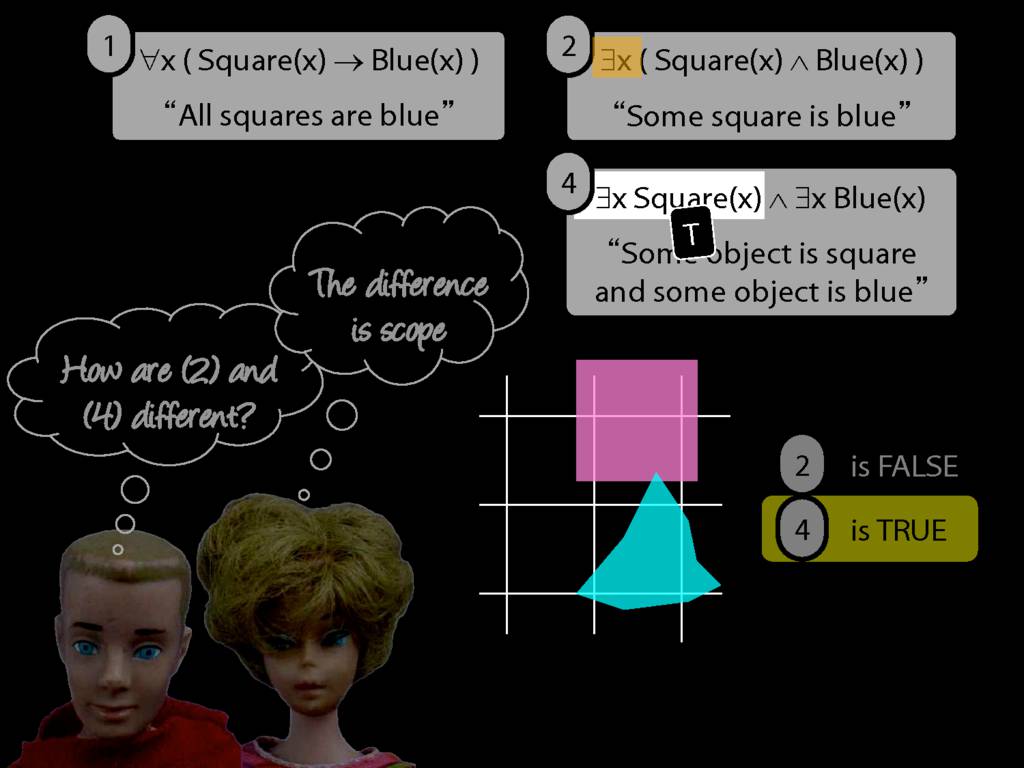 1
∀x ( Square(x) → Blue(x) )
“All squares are blue”
2
∃x ( Square(x) ∧ Blue(x) )
“Some square is blue”
4
∃x Square(x) ∧ ∃x Blue(x)
T
“Some object is square
and some object is blue”
The difference
is scope
How are (2) and
(4) different?
2 is FALSE
4 is TRUE